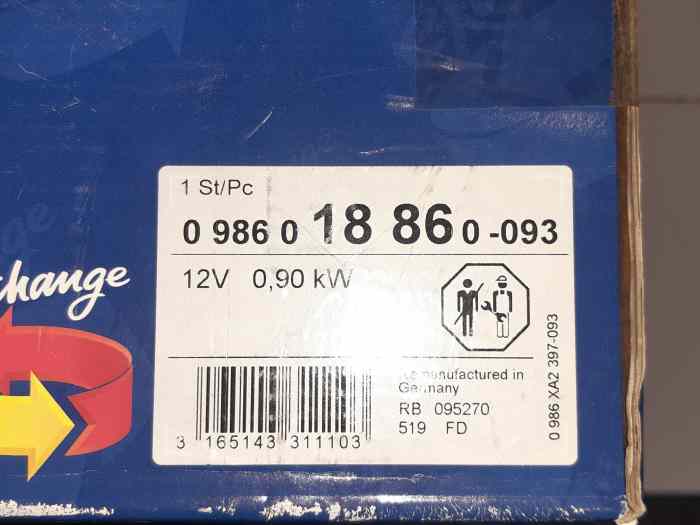 1 St/Pc
0 986 0 18 86 0 -093
12V 0,90 kW
change
Remanufactured in
Germany
RB 095270
519 FD
3 165143 311103
0 986 XA2 397-093